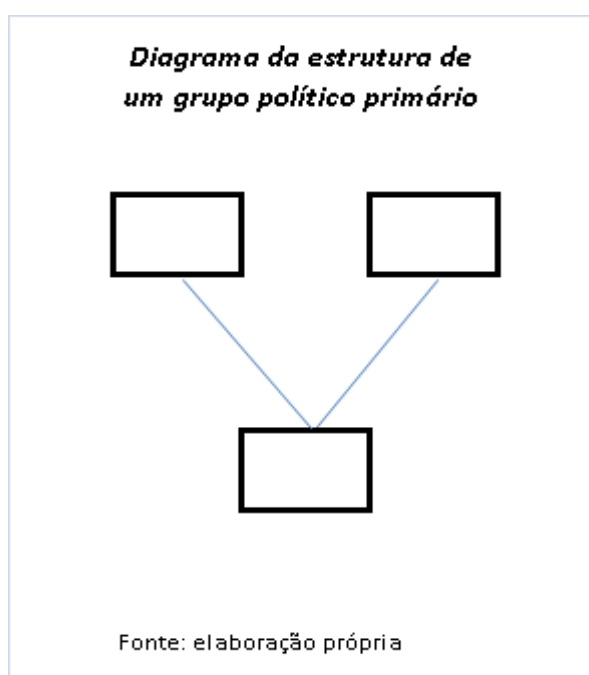 Diagrama da estrutura de
um grupo político primário
Fonte: elaboração própria